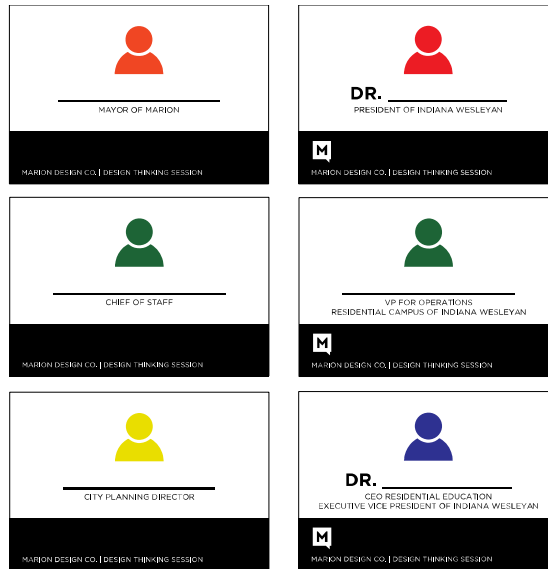 MAYOR OF MARION
MARION DESIGN CO. | DESIGN THINKING SESSION
DR.
PRESIDENT OF INDIANA WESLEYAN
M
MARION DESIGN CO. | DESIGN THINKING SESSION
CHIEF OF STAFF
MARION DESIGN CO. | DESIGN THINKING SESSION
VP FOR OPERATIONS
RESIDENTIAL CAMPUS OF INDIANA WESLEYAN
M
MARION DESIGN CO. | DESIGN THINKING SESSION
CITY PLANNING DIRECTOR
MARION DESIGN CO. | DESIGN THINKING SESSION
DR.
CEO RESIDENTIAL EDUCATION
EXECUTIVE VICE PRESIDENT OF INDIANA WESLEYAN
M
MARION DESIGN CO. | DESIGN THINKING SESSION